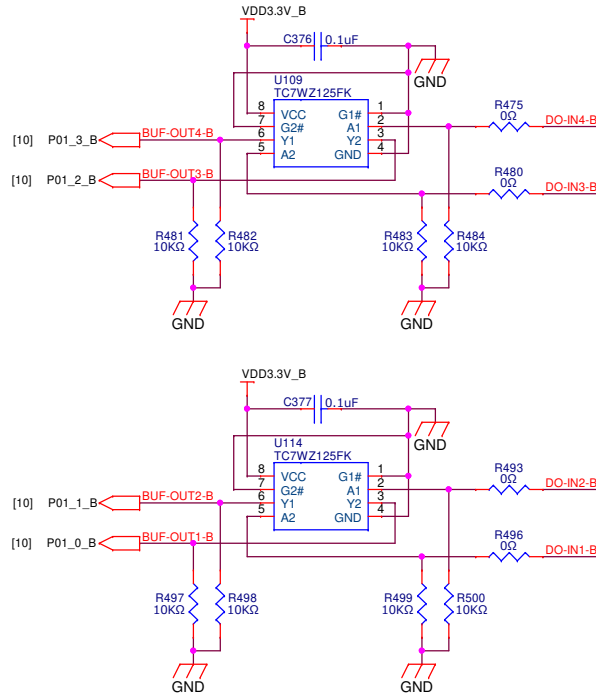 VDD3.3V_B
C376 0.1uF
GND
U109
TC7WZ125FK
R475
0Ω
DO-IN4-B
8 VCC G1# 1
7 G2# A1 2
6 Y1 Y2 3
5 A2 GND 4
[10] P01_3_B BUF-OUT4-B
[10] P01_2_B BUF-OUT3-B
R480
0Ω
DO-IN3-B
R481 R482 R483 R484
10KΩ 10KΩ 10KΩ 10KΩ
GND GND
VDD3.3V_B
C377 0.1uF
GND
U114
TC7WZ125FK
R493
0Ω
DO-IN2-B
8 VCC G1# 1
7 G2# A1 2
6 Y1 Y2 3
5 A2 GND 4
[10] P01_1_B BUF-OUT2-B
[10] P01_0_B BUF-OUT1-B
R496
0Ω
DO-IN1-B
R497 R498 R499 R500
10KΩ 10KΩ 10KΩ 10KΩ
GND GND